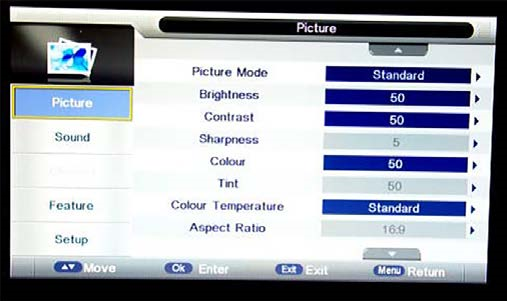 Picture
Picture Mode Standard
Brightness 50
Picture
Contrast 50
Sound
Sharpness 5
Colour 50
Tint 50
Feature
Colour Temperature Standard
Aspect Ratio 16:9
Setup
Move Ok Enter Exit Exit Menu Return